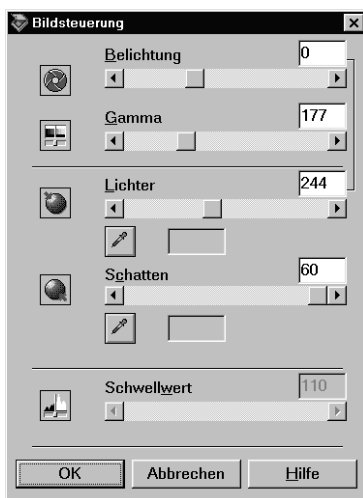 Bildsteuerung
Belichtung 0
Gamma 177
Lichter 244
Schatten 60
Schwellwert 110
OK Abbrechen Hilfe